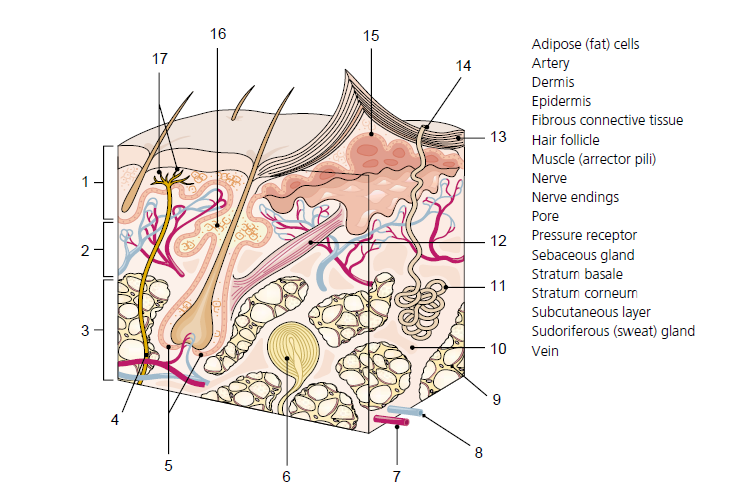 16
15
17
14
13
1
2
12
11
3
10
9
4
8
5
6
7
Adipose (fat) cells
Artery
Dermis
Epidermis
Fibrous connective tissue
Hair follicle
Muscle (arrector pili)
Nerve
Nerve endings
Pore
Pressure receptor
Sebaceous gland
Stratum basale
Stratum corneum
Subcutaneous layer
Sudoriferous (sweat) gland
Vein